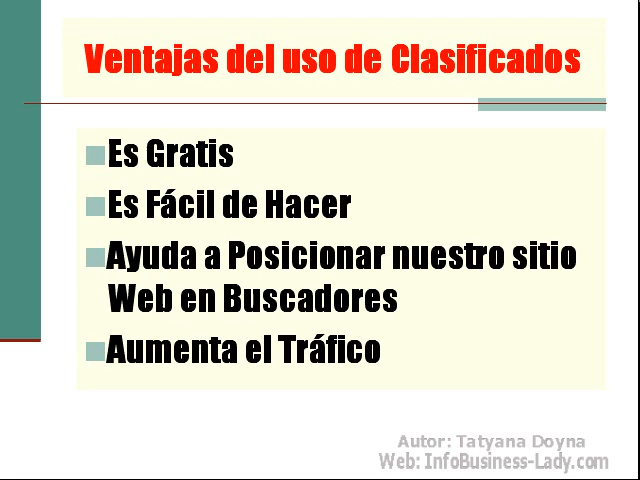 Ventajas del uso de Clasificados
Es Gratis
Es Fácil de Hacer
Ayuda a Posicionar nuestro sitio
Web en Buscadores
Aumenta el Tráfico
Autor: Tatyana Doyna
Web: InfoBusiness-Lady.com